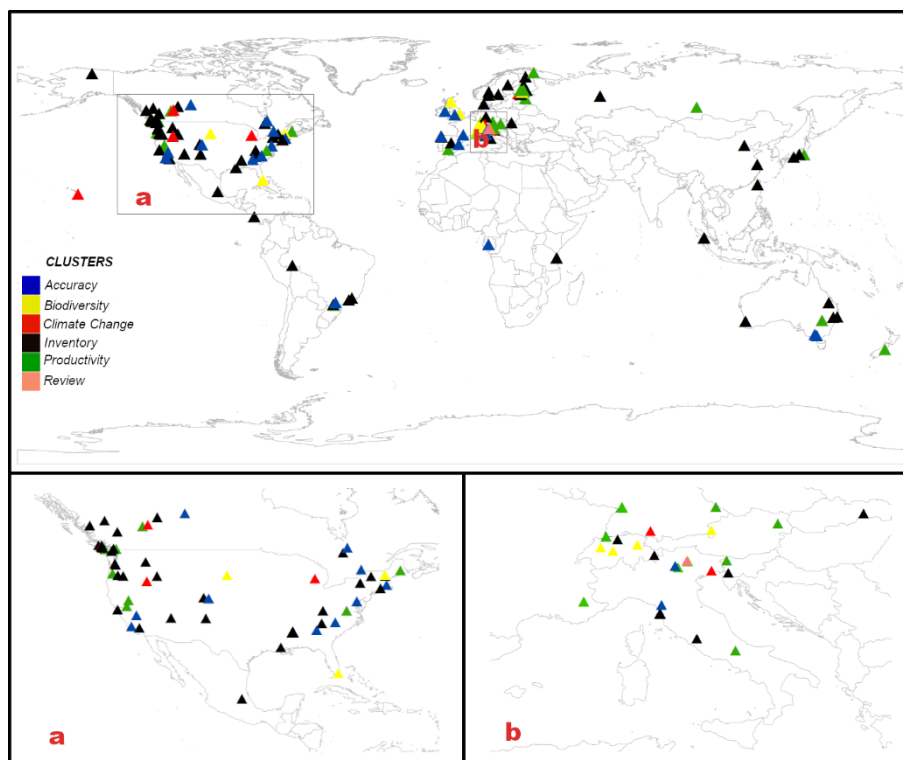 a
b
CLUSTERS
Accuracy
Biodiversity
Climate Change
Inventory
Productivity
Review
a
b